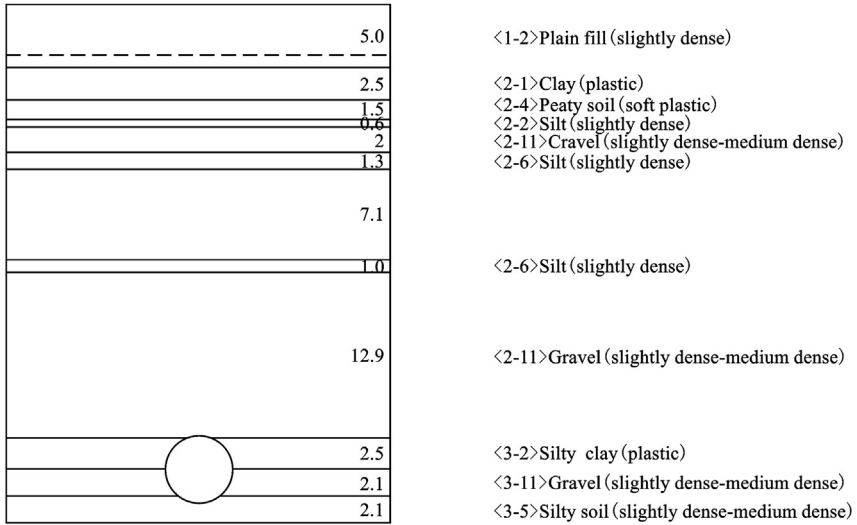 5.0 <1-2>Plain fill(slightly dense)
2.5 <2-1>Clay(plastic)
1.5 <2-4>Peaty soil(soft plastic)
0.6 <2-2>Silt(slightly dense)
2 <2-11>Cravel(slightly dense-medium dense)
1.3 <2-6>Silt(slightly dense)
7.1
1.0 <2-6>Silt(slightly dense)
12.9 <2-11>Gravel(slightly dense-medium dense)
2.5 <3-2>Silty clay(plastic)
2.1 <3-11>Gravel(slightly dense-medium dense)
2.1 <3-5>Silty soil(slightly dense-medium dense)